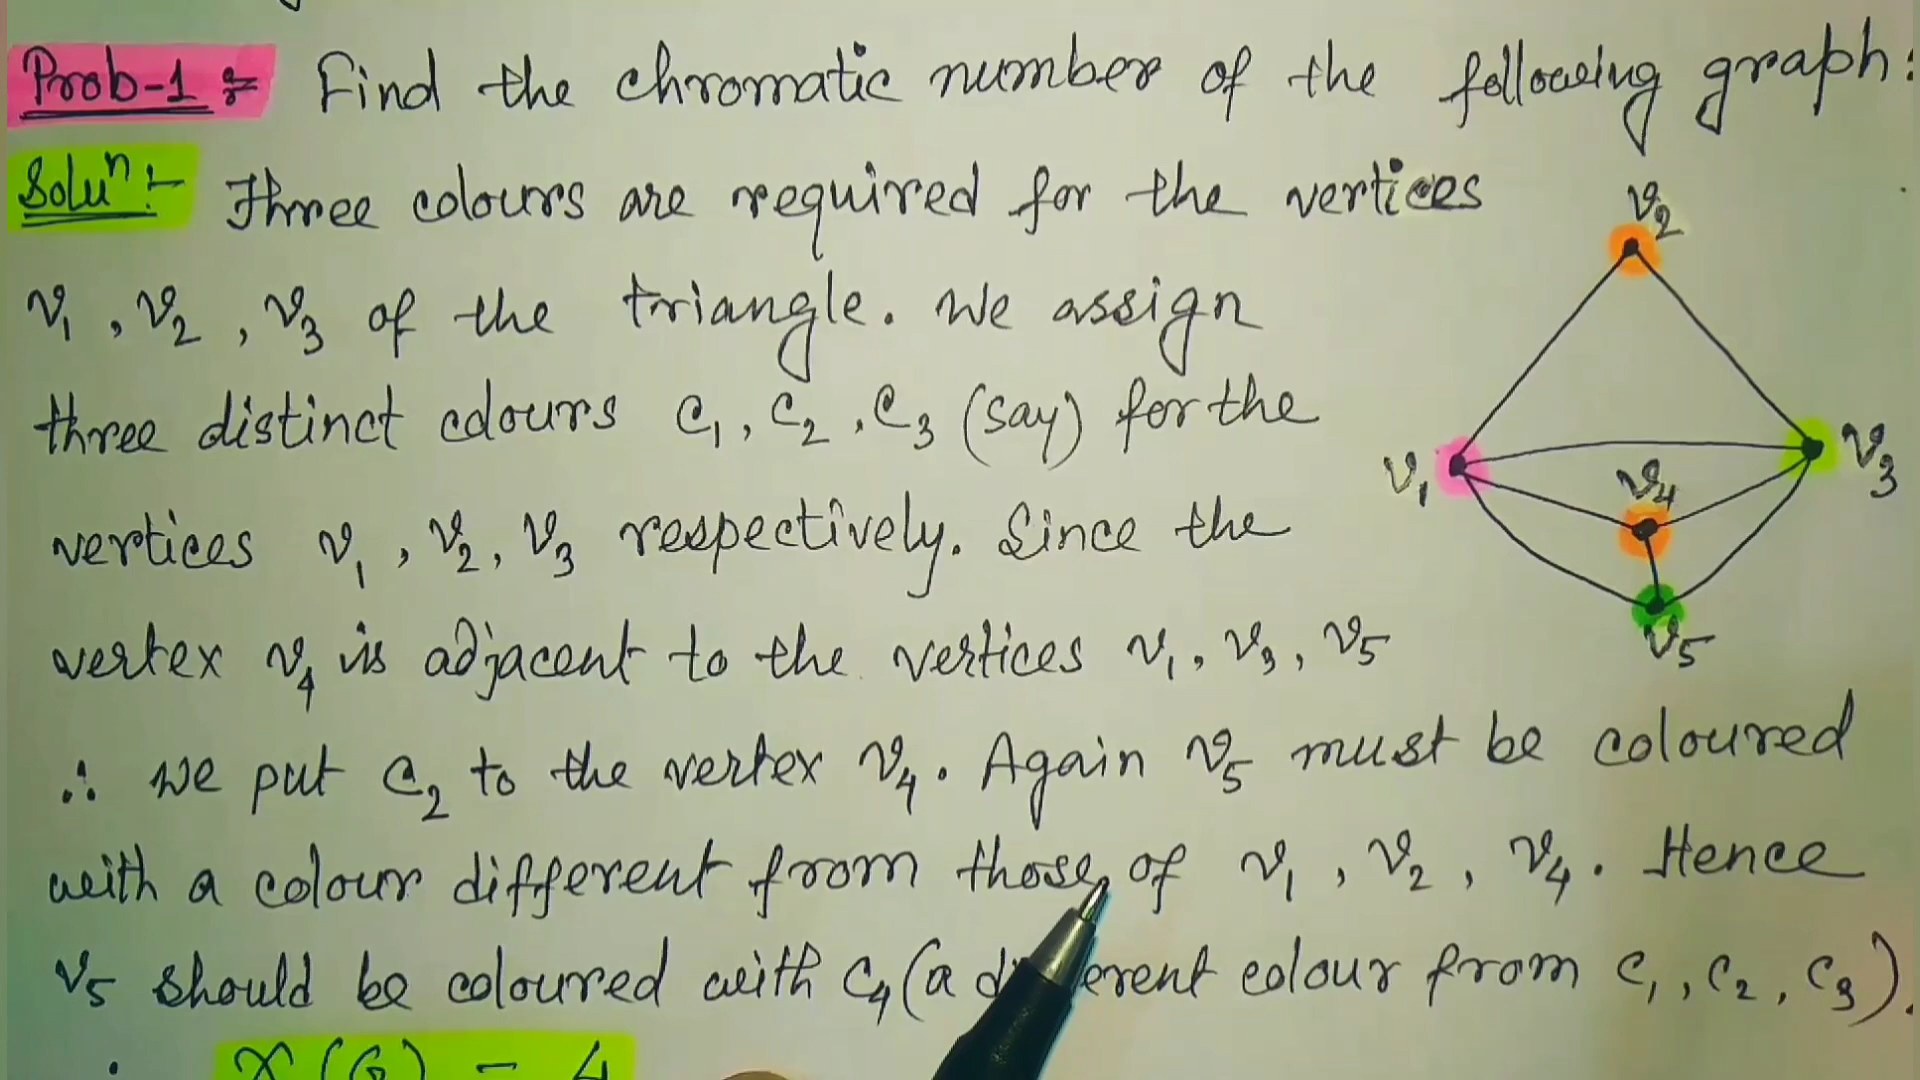 Prob-1 :- Find the chromatic number of the following graph:
Soluⁿ:- Three colours are required for the vertices
v₁, v₂, v₃ of the triangle. We assign
three distinct colours c₁, c₂, c₃ (say) for the
vertices v₁, v₂, v₃ respectively. Since the
vertex v₄ is adjacent to the vertices v₁, v₃, v₅
∴ we put c₂ to the vertex v₄. Again v₅ must be coloured
with a colour different from those of v₁, v₂, v₄. Hence
v₅ should be coloured with c₄ (a colour from c₁, c₂, c₃).
∴ χ(G) = 4
v₂
v₁
v₃
v₄
v₅